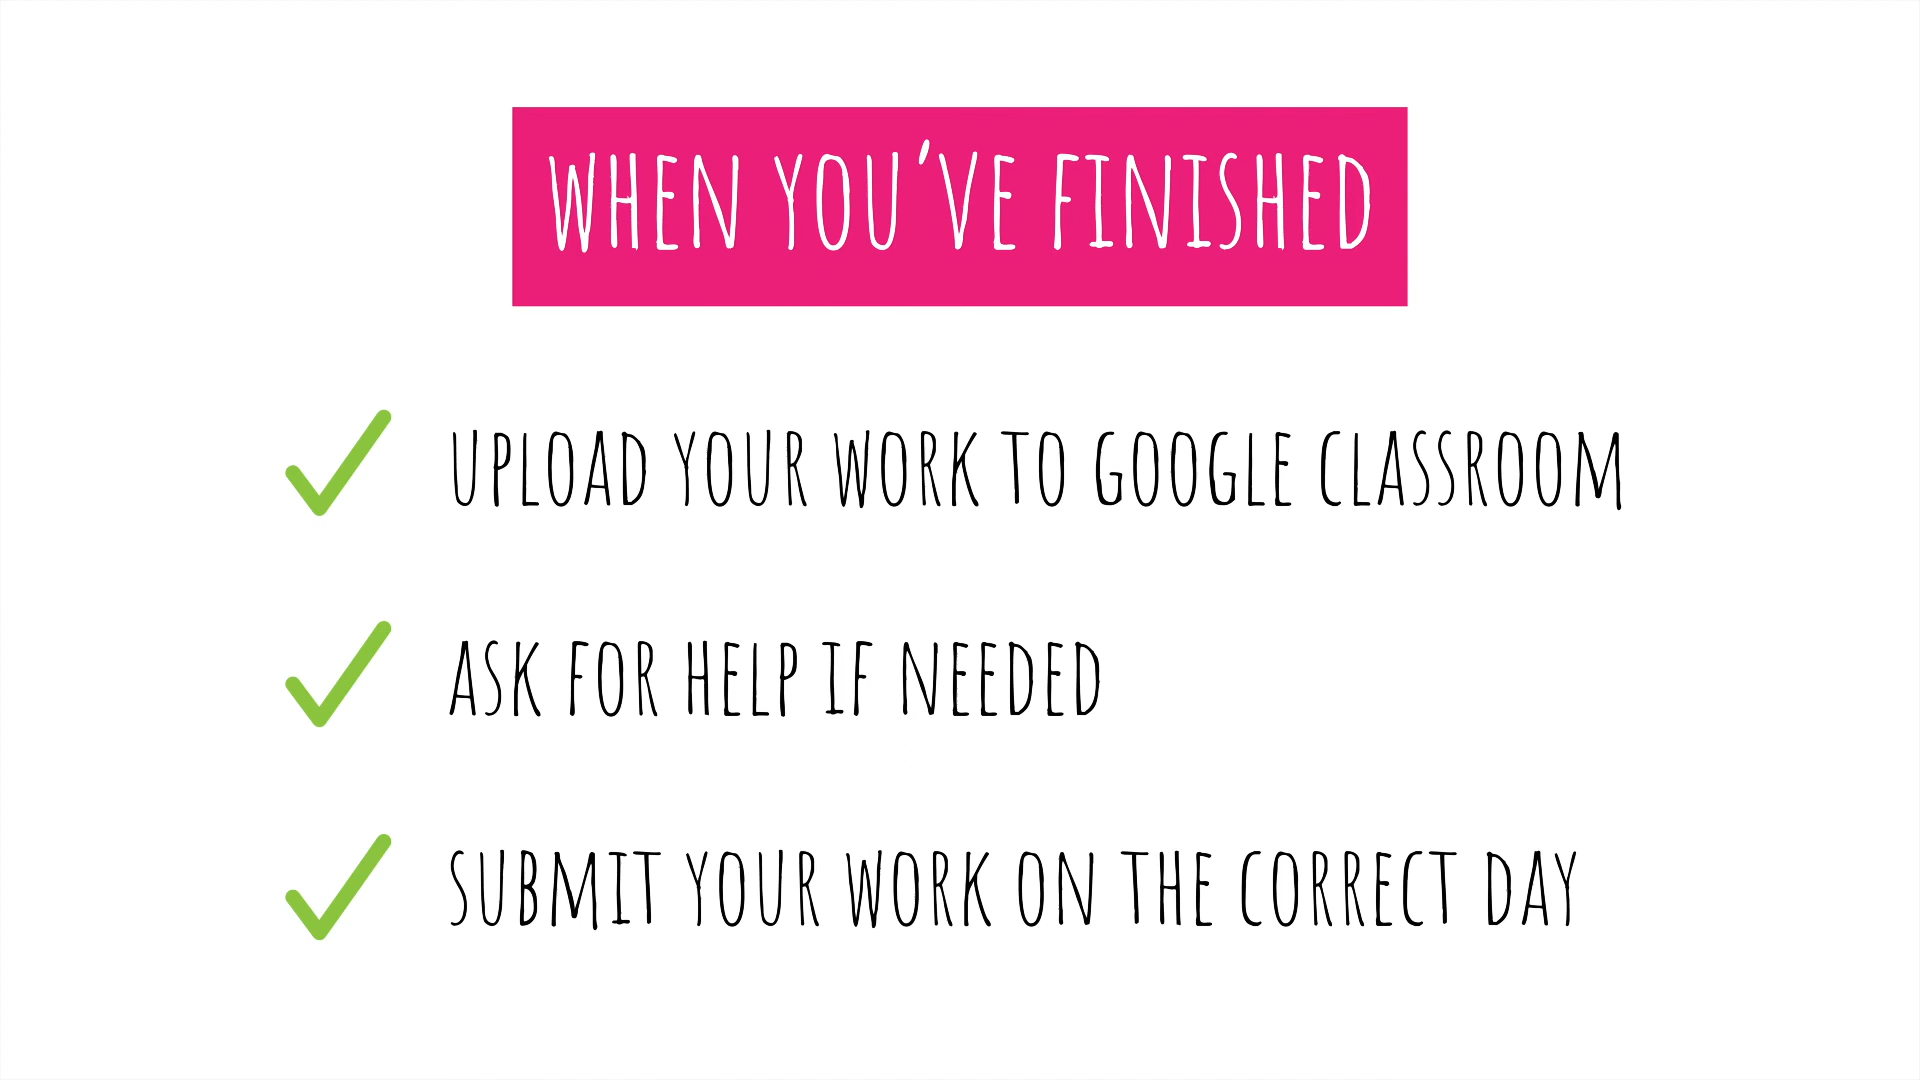 WHEN YOU'VE FINISHED
UPLOAD YOUR WORK TO GOOGLE CLASSROOM
ASK FOR HELP IF NEEDED
SUBMIT YOUR WORK ON THE CORRECT DAY